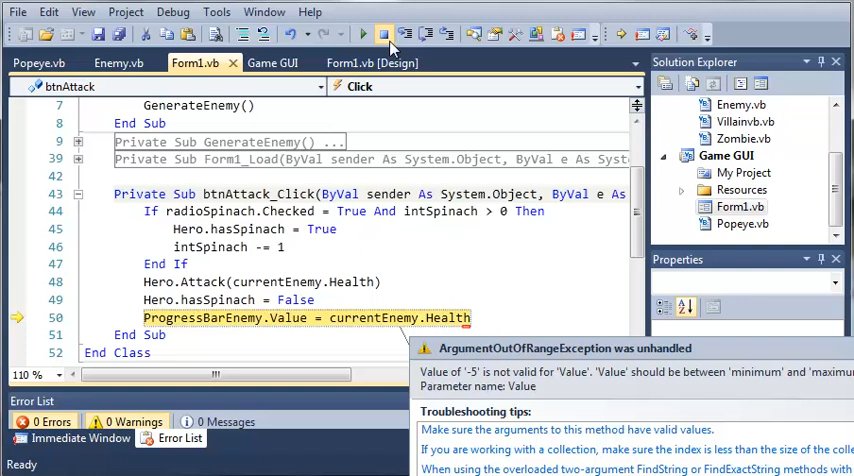 File Edit View Project Debug Tools Window Help
Popeye.vb Enemy.vb Form1.vb Game GUI Form1.vb [Design]
btnAttack Click
7 GenerateEnemy()
8 End Sub
9 Private Sub GenerateEnemy() ...
39 Private Sub Form1_Load(ByVal sender As System.Object, ByVal e As Syste
42
43 Private Sub btnAttack_Click(ByVal sender As System.Object, ByVal e As
44 If radioSpinach.Checked = True And intSpinach > 0 Then
45 Hero.hasSpinach = True
46 intSpinach -= 1
47 End If
48 Hero.Attack(currentEnemy.Health)
49 Hero.hasSpinach = False
50 ProgressBarEnemy.Value = currentEnemy.Health
51 End Sub
52 End Class
110 %
Error List
0 Errors 0 Warnings 0 Messages
Immediate Window Error List
Ready
Solution Explorer
Enemy.vb
Villainvb.vb
Zombie.vb
Game GUI
My Project
Resources
Form1.vb
Popeye.vb
Properties
ArgumentOutOfRangeException was unhandled
Value of '-5' is not valid for 'Value'. 'Value' should be between 'minimum' and 'maximu
Parameter name: Value
Troubleshooting tips:
Make sure the arguments to this method have valid values.
If you are working with a collection, make sure the index is less than the size of the colle
When using the overloaded two-argument FindString or FindExactString methods with